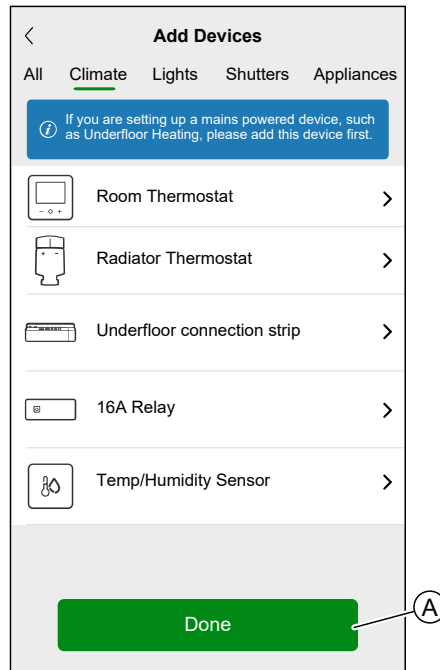 Add Devices
All Climate Lights Shutters Appliances
If you are setting up a mains powered device, such
as Underfloor Heating, please add this device first.
Room Thermostat
Radiator Thermostat
Underfloor connection strip
16A Relay
Temp/Humidity Sensor
Done
A